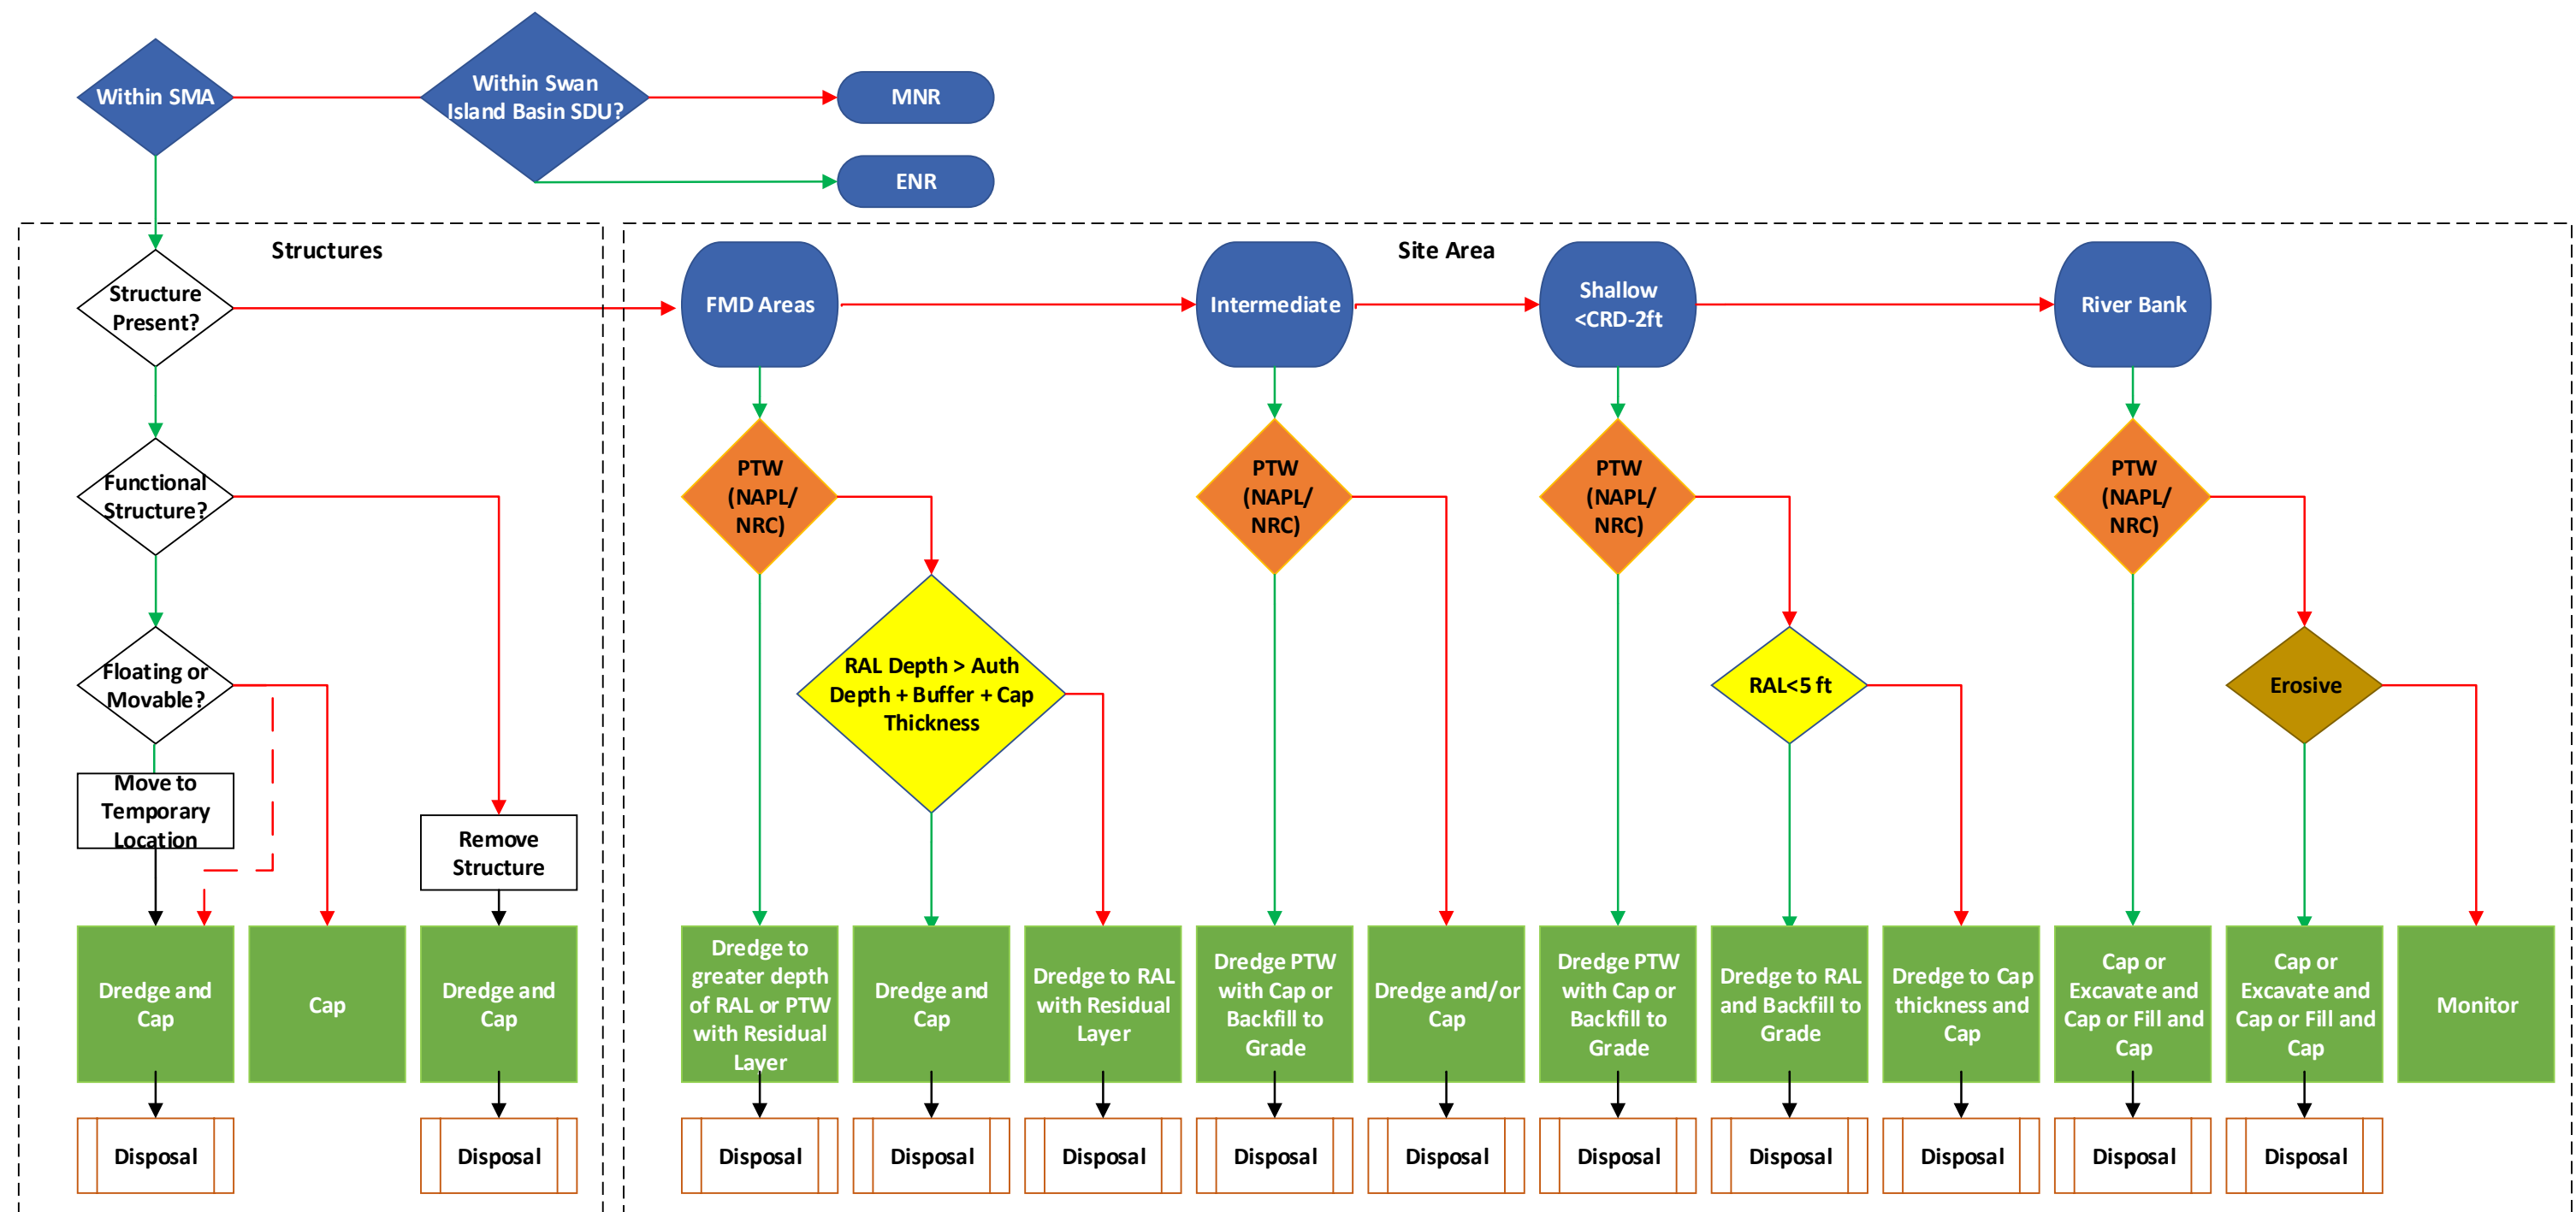 Within SMA
Within Swan
Island Basin SDU?
MNR
ENR
Structures
Site Area
Structure
Present?
FMD Areas
Intermediate
Shallow
<CRD-2ft
River Bank
Functional
Structure?
PTW
(NAPL/
NRC)
PTW
(NAPL/
NRC)
PTW
(NAPL/
NRC)
PTW
(NAPL/
NRC)
Floating or
Movable?
RAL Depth > Auth
Depth + Buffer + Cap
Thickness
RAL<5 ft
Erosive
Move to
Temporary
Location
Remove
Structure
Dredge and
Cap
Cap
Dredge and
Cap
Dredge to
greater depth
of RAL or PTW
with Residual
Layer
Dredge and
Cap
Dredge to RAL
with Residual
Layer
Dredge PTW
with Cap or
Backfill to
Grade
Dredge and/or
Cap
Dredge PTW
with Cap or
Backfill to
Grade
Dredge to RAL
and Backfill to
Grade
Dredge to Cap
thickness and
Cap
Cap or
Excavate and
Cap or Fill and
Cap
Cap or
Excavate and
Cap or Fill and
Cap
Monitor
Disposal
Disposal
Disposal
Disposal
Disposal
Disposal
Disposal
Disposal
Disposal
Disposal
Disposal
Disposal